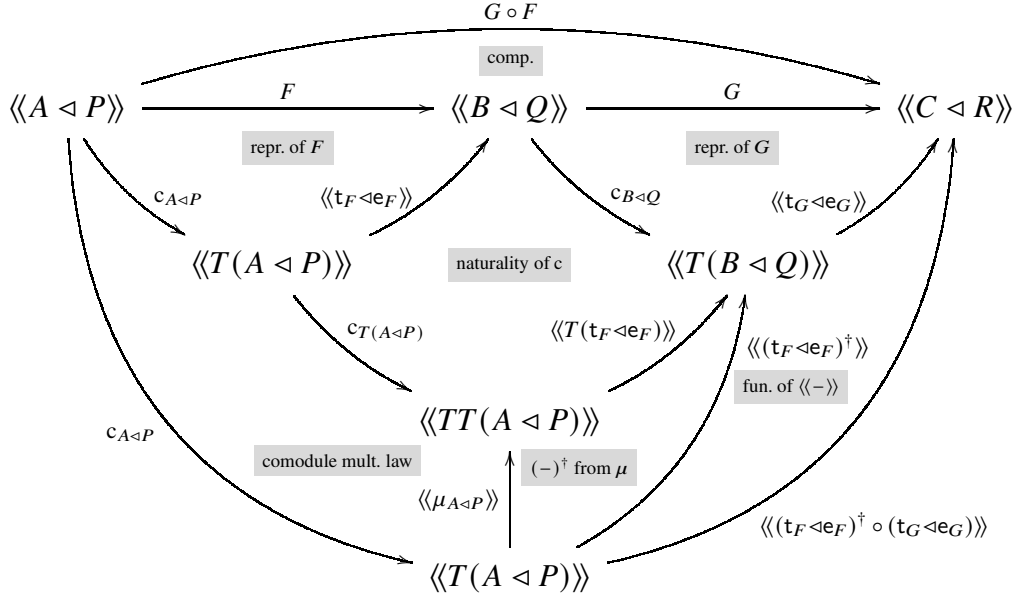 G ∘ F
comp.
⟪A ◁ P⟫ F ⟪B ◁ Q⟫ G ⟪C ◁ R⟫
repr. of F repr. of G
c_{A◁P} ⟪t_F◁e_F⟫ c_{B◁Q} ⟪t_G◁e_G⟫
⟪T(A ◁ P)⟫ naturality of c ⟪T(B ◁ Q)⟫
c_{T(A◁P)} ⟪T(t_F◁e_F)⟫ ⟪(t_F◁e_F)^†⟫
fun. of ⟪−⟫
⟪TT(A ◁ P)⟫
c_{A◁P} comodule mult. law (−)^† from μ
⟪μ_{A◁P}⟫ ⟪(t_F◁e_F)^† ∘ (t_G◁e_G)⟫
⟪T(A ◁ P)⟫